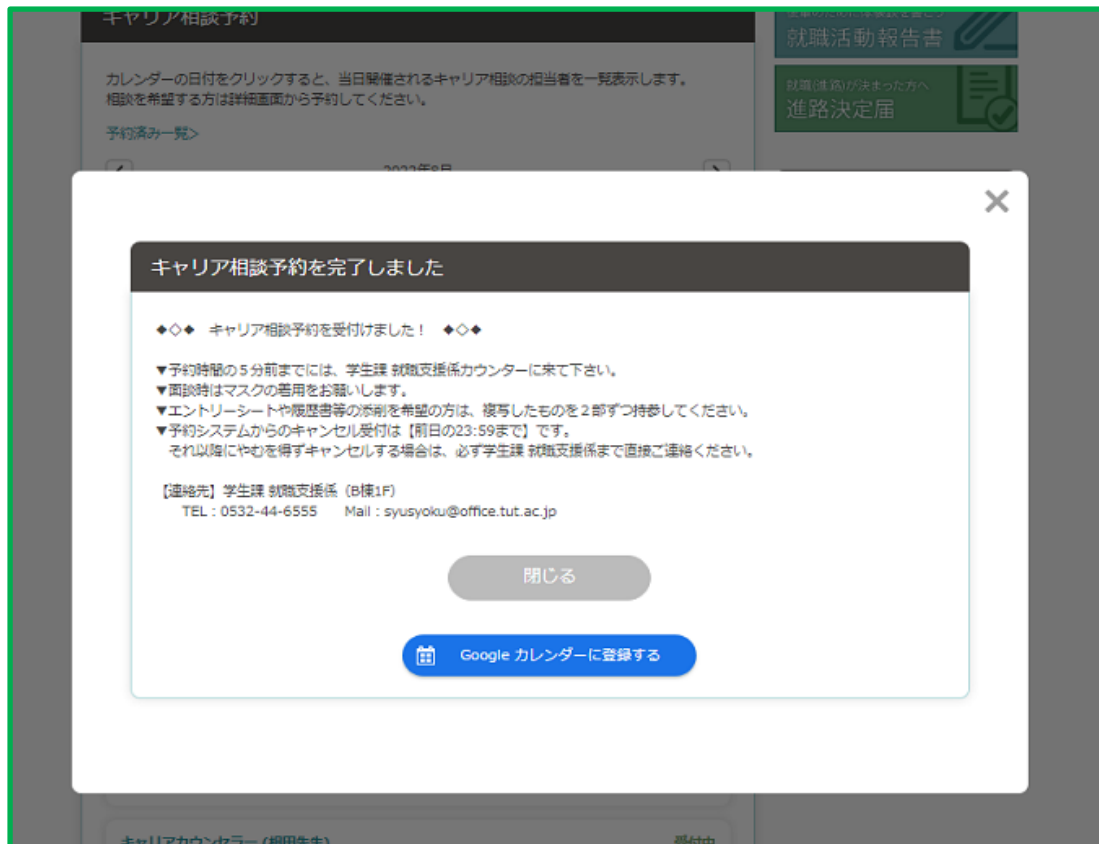 キャリア相談予約
就職活動報告書
カレンダーの日付をクリックすると、当日開催されるキャリア相談の担当者を一覧表示します。
相談を希望する方は詳細画面から予約してください。
就職(進路)が決まった方へ
進路決定届
予約済み一覧>
キャリア相談予約を完了しました
◆◇◆ キャリア相談予約を受付けました！ ◆◇◆
▼予約時間の５分前までには、学生課 就職支援係カウンターに来て下さい。
▼面談時はマスクの着用をお願いします。
▼エントリーシートや履歴書等の添削を希望の方は、複写したものを２部ずつ持参してください。
▼予約システムからのキャンセル受付は【前日の23:59まで】です。
それ以降にやむを得ずキャンセルする場合は、必ず学生課 就職支援係まで直接ご連絡ください。
【連絡先】学生課 就職支援係（B棟1F）
TEL：0532-44-6555 Mail：syusyoku@office.tut.ac.jp
閉じる
Google カレンダーに登録する